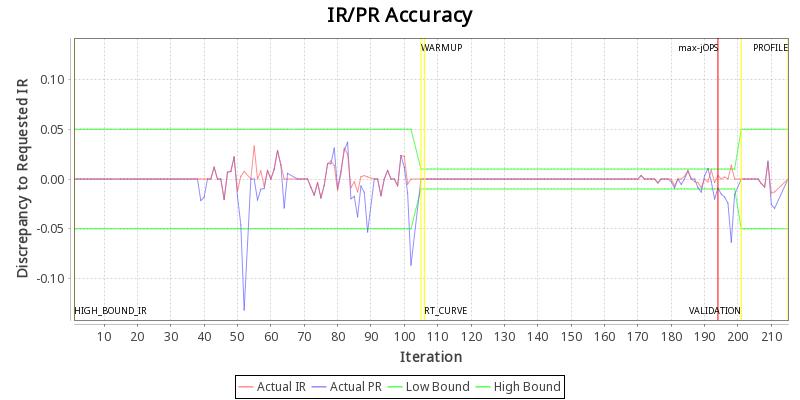 IR/PR Accuracy
Discrepancy to Requested IR
0.10
0.05
0.00
-0.05
-0.10
WARMUP
max-jOPS
PROFILE
HIGH_BOUND_IR
RT_CURVE
VALIDATION
10 20 30 40 50 60 70 80 90 100 110 120 130 140 150 160 170 180 190 200 210
Iteration
Actual IR Actual PR Low Bound High Bound